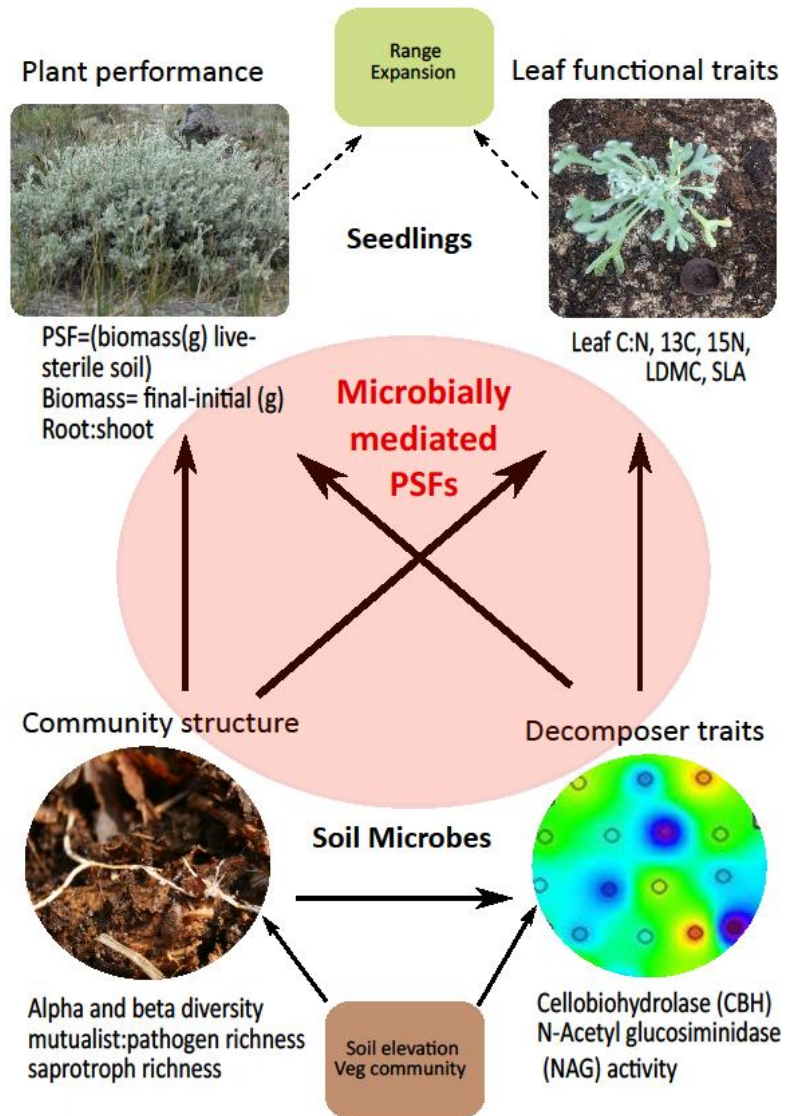 Range
Expansion
Plant performance
Leaf functional traits
Seedlings
PSF=(biomass(g) live-
sterile soil)
Biomass= final-initial (g)
Root:shoot
Leaf C:N, 13C, 15N,
LDMC, SLA
Microbially
mediated
PSFs
Community structure
Decomposer traits
Soil Microbes
Alpha and beta diversity
mutualist:pathogen richness
saprotroph richness
Soil elevation
Veg community
Cellobiohydrolase (CBH)
N-Acetyl glucosiminidase
(NAG) activity